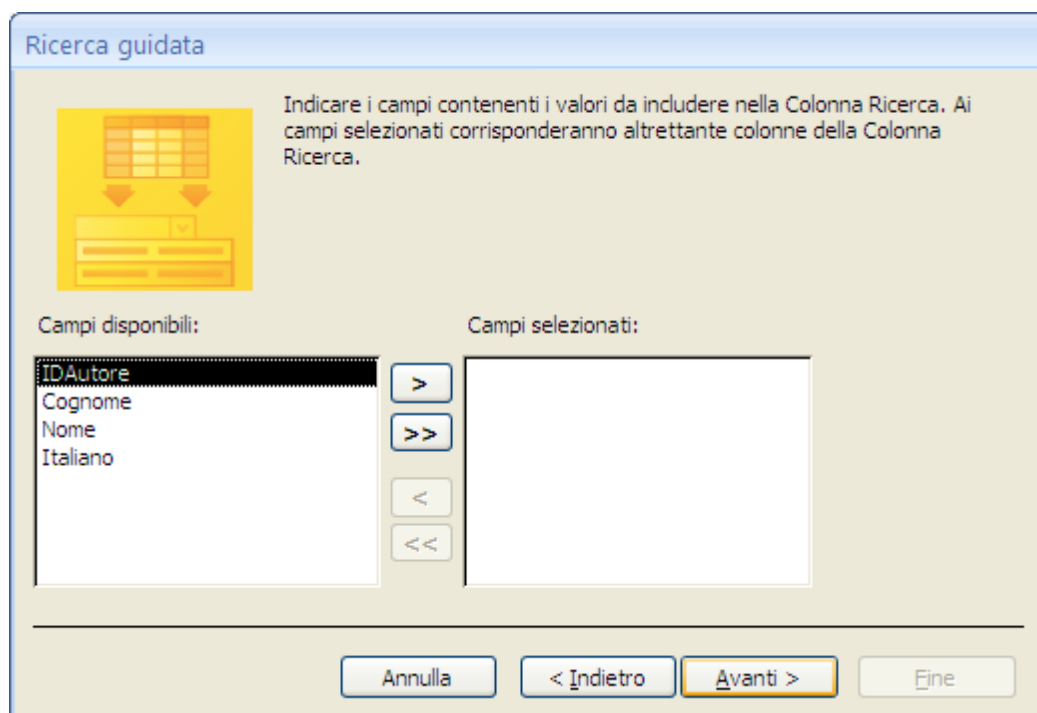 Ricerca guidata
Indicare i campi contenenti i valori da includere nella Colonna Ricerca. Ai
campi selezionati corrisponderanno altrettante colonne della Colonna
Ricerca.
Campi disponibili:
Campi selezionati:
IDAutore
Cognome
Nome
Italiano
>
>>
<
<<
Annulla
< Indietro
Avanti >
Fine